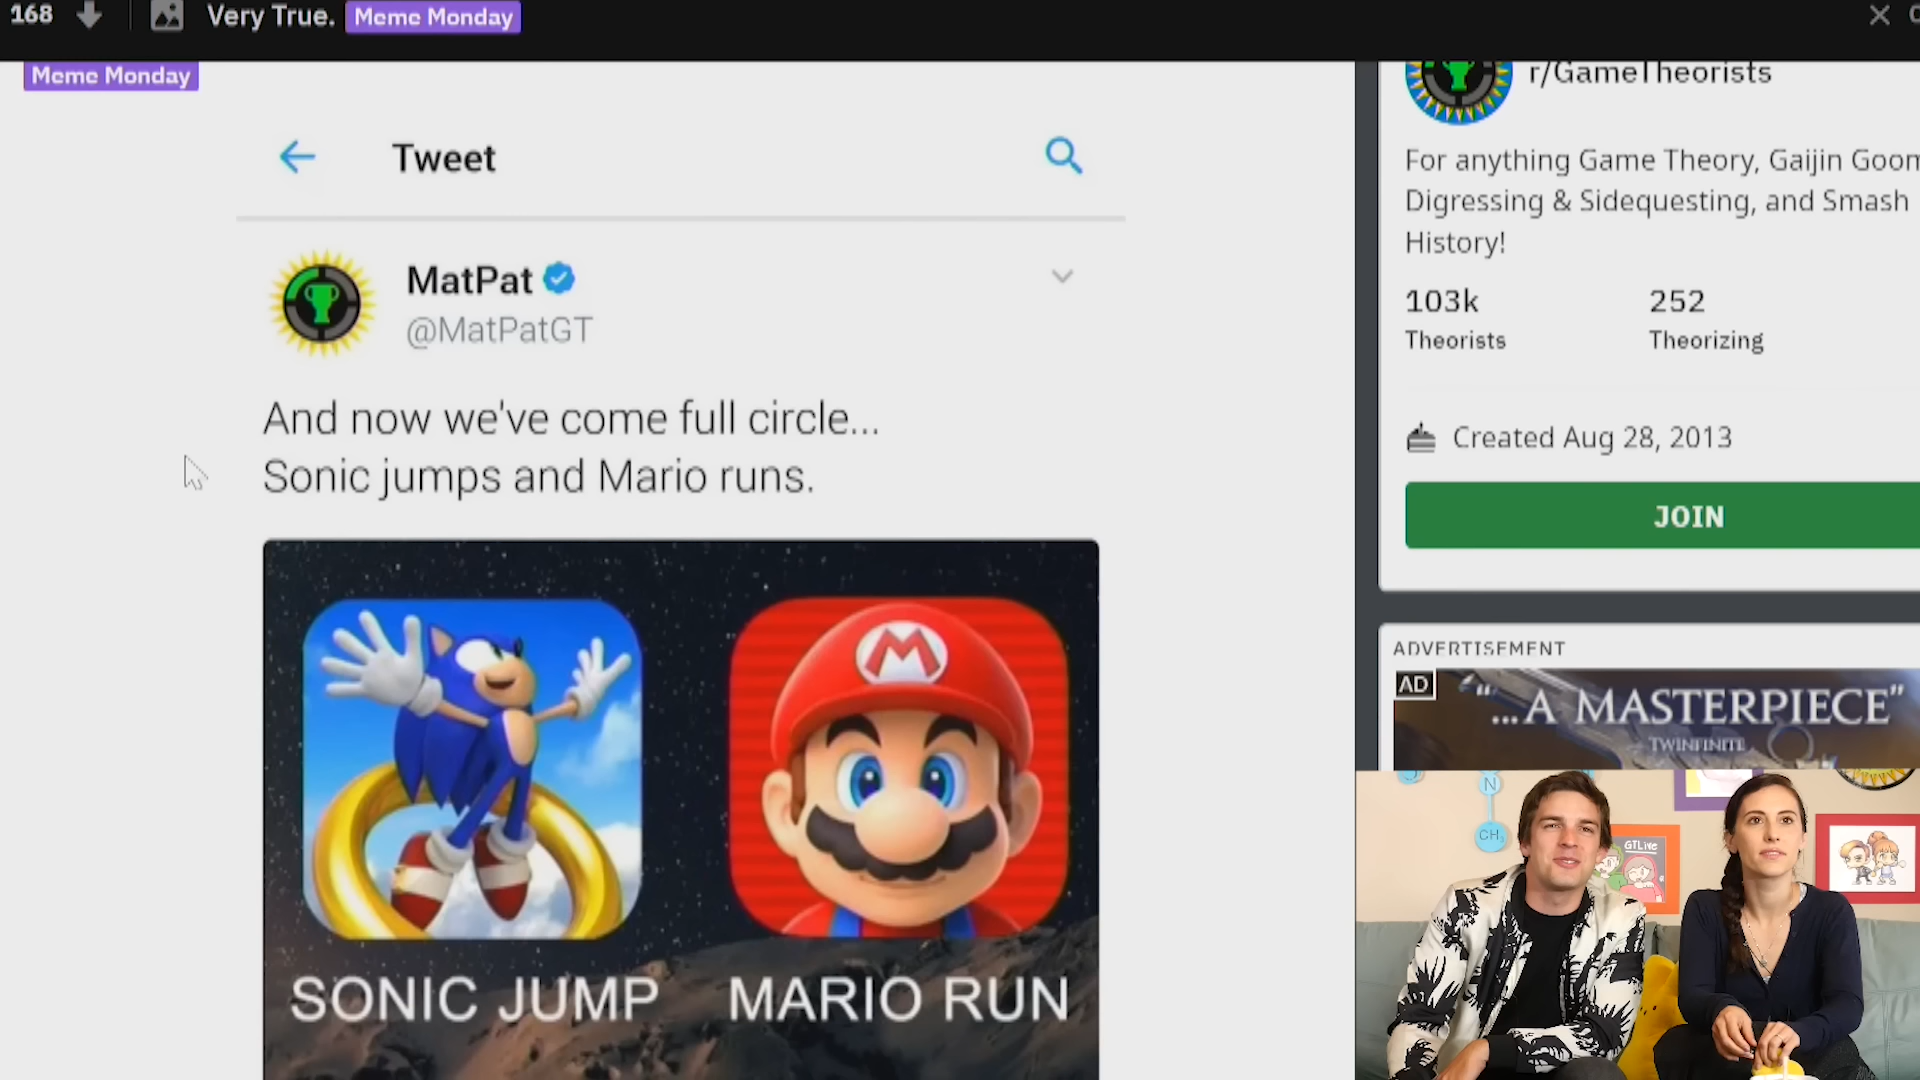 168 Very True. Meme Monday
Meme Monday
Tweet
MatPat
@MatPatGT
And now we've come full circle...
Sonic jumps and Mario runs.
M
SONIC JUMP MARIO RUN
r/GameTheorists
For anything Game Theory, Gaijin Goom
Digressing & Sidequesting, and Smash
History!
103k 252
Theorists Theorizing
Created Aug 28, 2013
JOIN
ADVERTISEMENT
AD
"...A MASTERPIECE"
TWINFINITE
N
CH3
GTLive